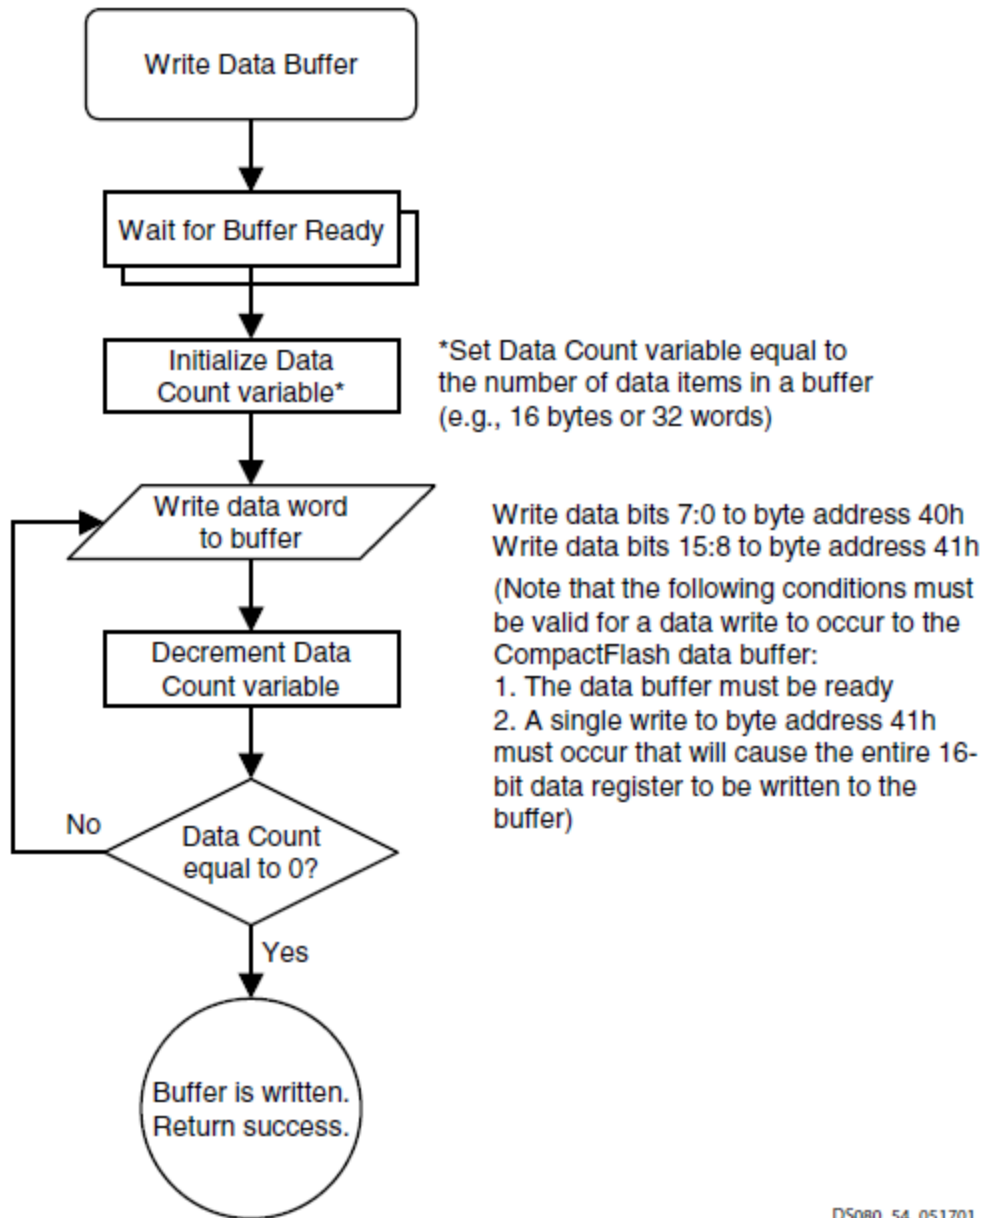 Write Data Buffer
Wait for Buffer Ready
Initialize Data
Count variable*
*Set Data Count variable equal to
the number of data items in a buffer
(e.g., 16 bytes or 32 words)
Write data word
to buffer
Write data bits 7:0 to byte address 40h
Write data bits 15:8 to byte address 41h
(Note that the following conditions must
be valid for a data write to occur to the
CompactFlash data buffer:
1. The data buffer must be ready
2. A single write to byte address 41h
must occur that will cause the entire 16-
bit data register to be written to the
buffer)
Decrement Data
Count variable
No
Data Count
equal to 0?
Yes
Buffer is written.
Return success.
DS080_54_051701